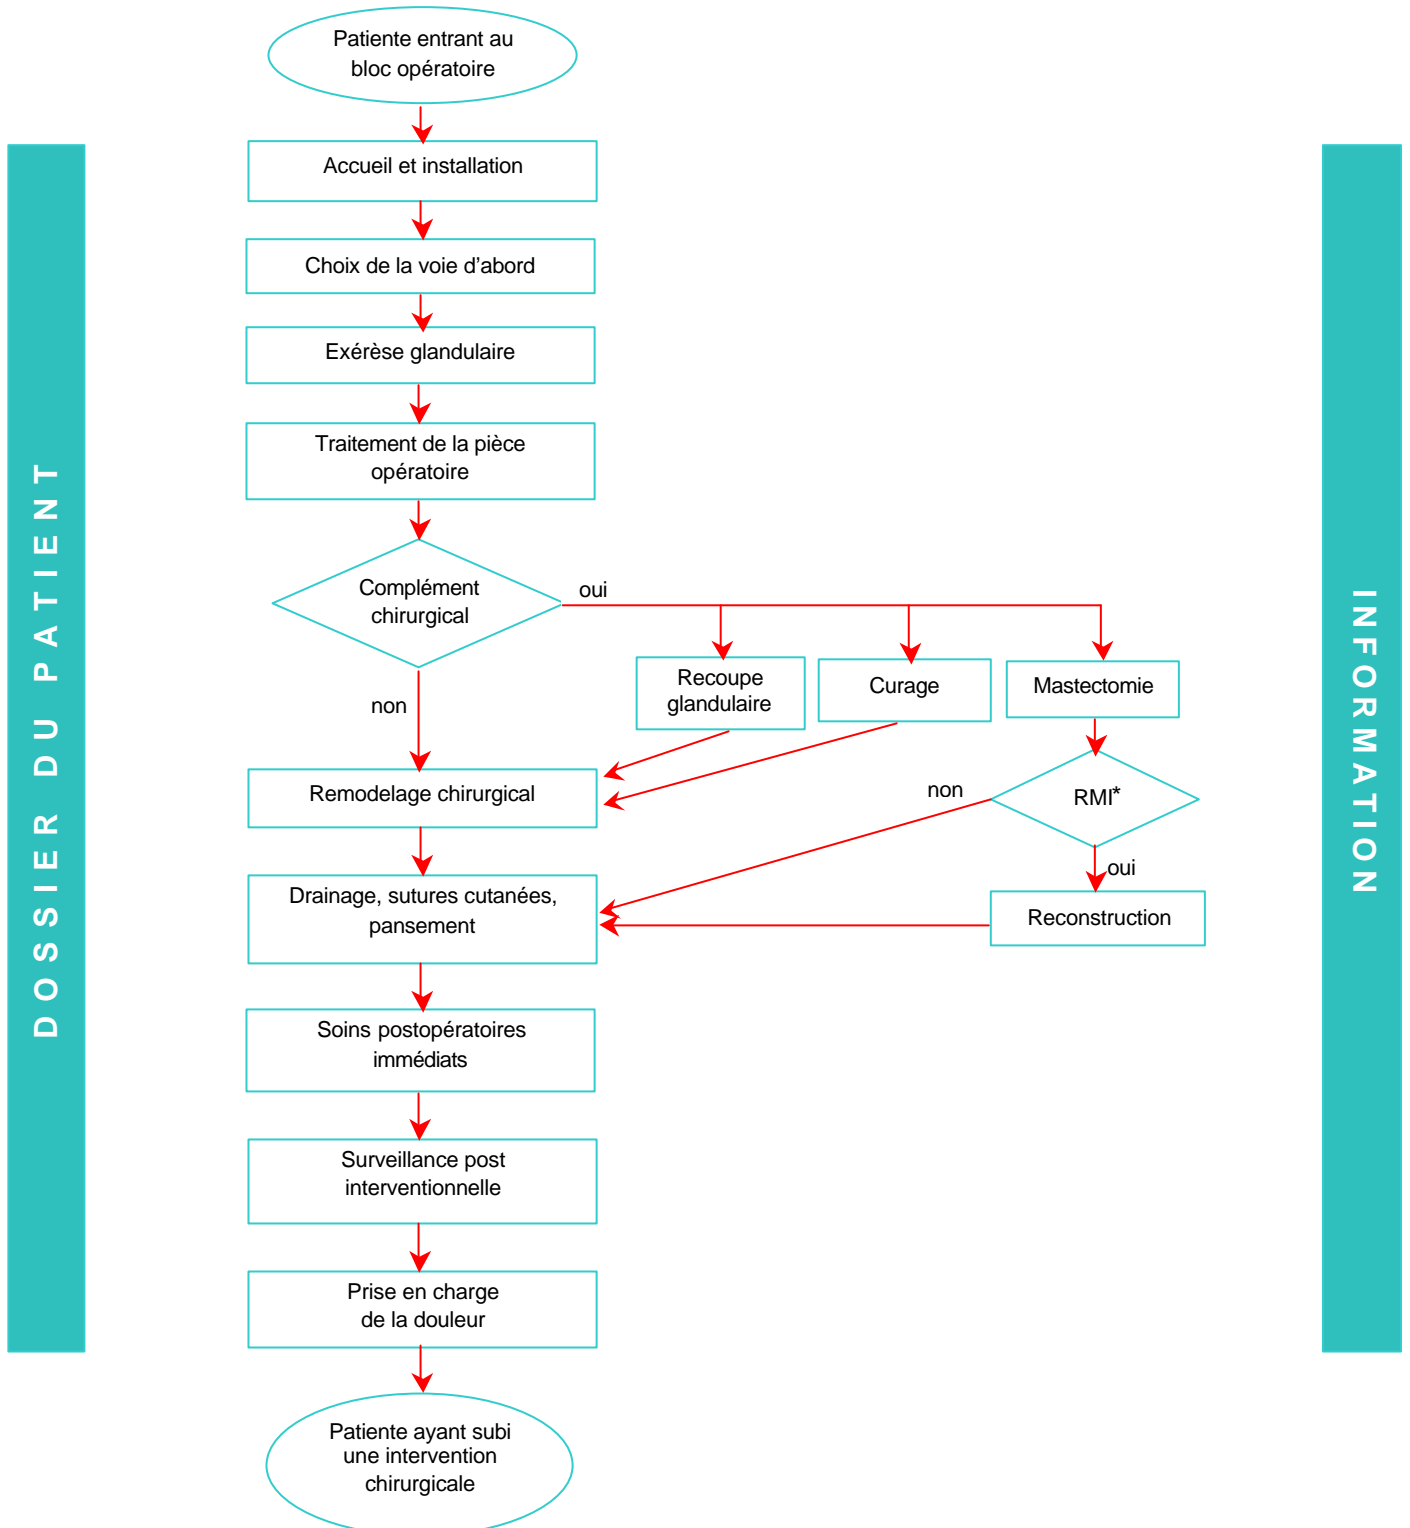 Patiente entrant au
bloc opératoire
Accueil et installation
Choix de la voie d'abord
Exérèse glandulaire
Traitement de la pièce
opératoire
Complément
chirurgical
oui
non
Recoupe
glandulaire
Curage
Mastectomie
Remodelage chirurgical
non
RMI*
oui
Drainage, sutures cutanées,
pansement
Reconstruction
Soins postopératoires
immédiats
Surveillance post
interventionnelle
Prise en charge
de la douleur
Patiente ayant subi
une intervention
chirurgicale
DOSSIER DU PATIENT
INFORMATION